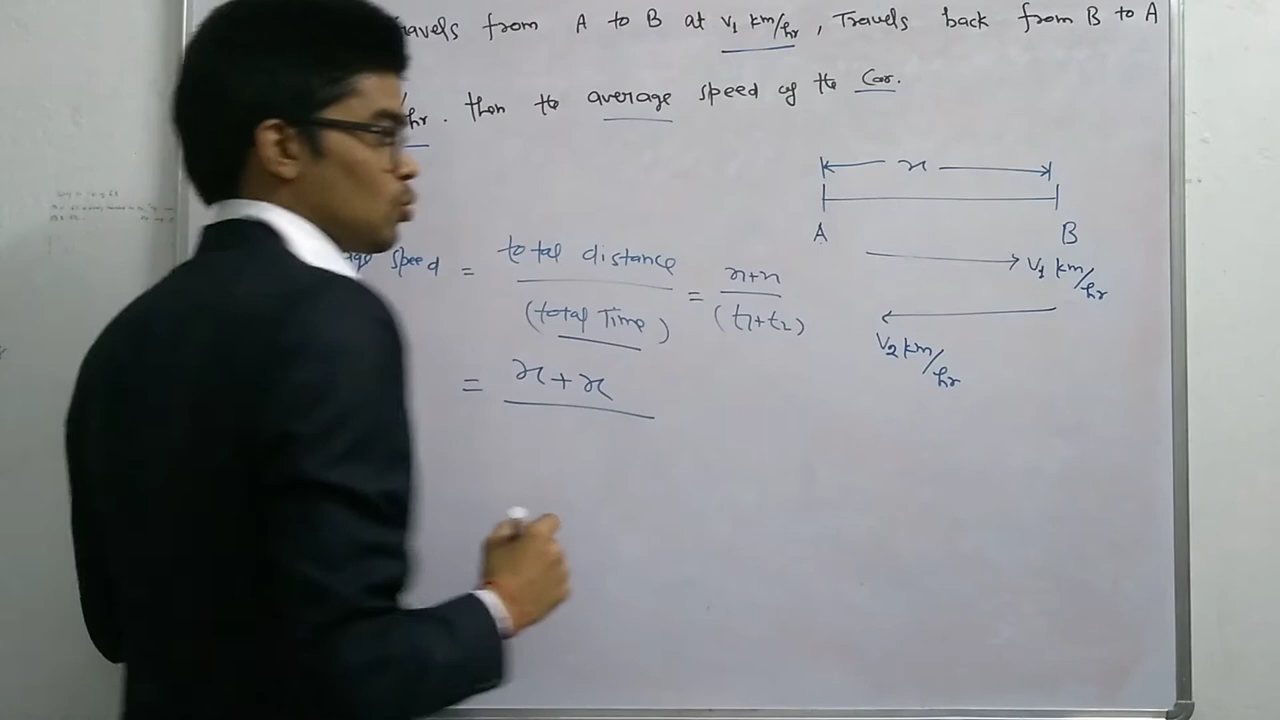 travels from A to B at v₁ km/hr, Travels back from B to A
hr. then the average speed of the Car.
x
A B
speed = total distance / (total Time) = x+x / (t₁+t₂)
v₁ km/hr
v₂ km/hr
= x+x